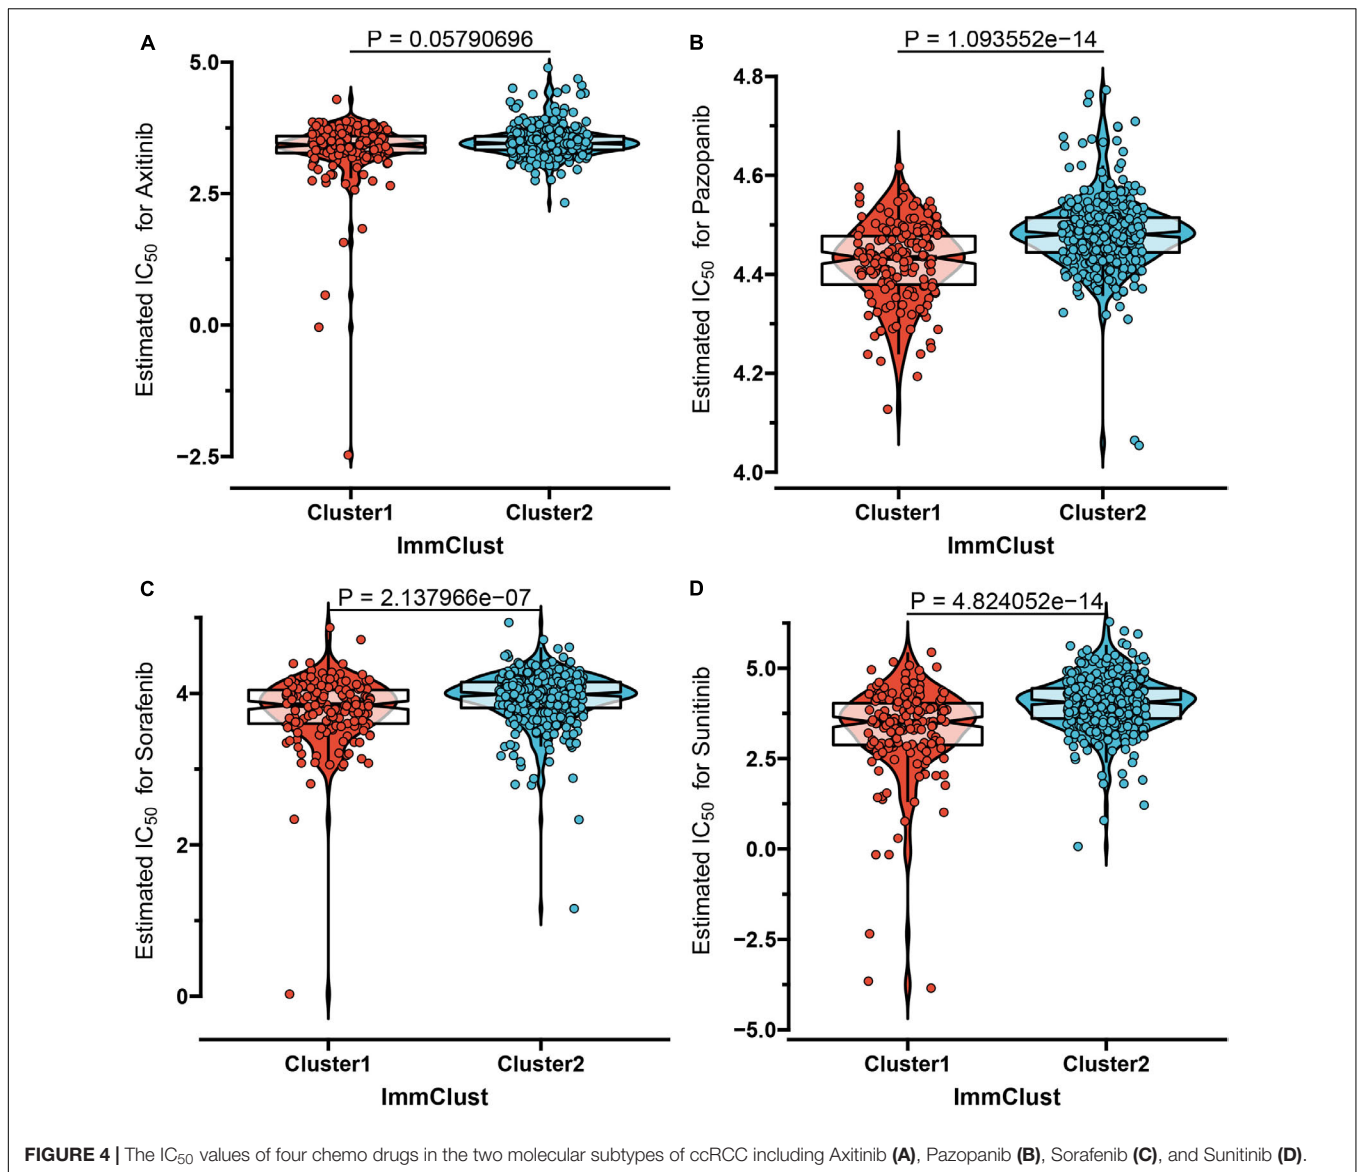 A
P = 0.05790696
5.0
2.5
0.0
−2.5
Estimated IC50 for Axitinib
Cluster1 Cluster2
ImmClust
B
P = 1.093552e−14
4.8
4.6
4.4
4.2
4.0
Estimated IC50 for Pazopanib
Cluster1 Cluster2
ImmClust
C
P = 2.137966e−07
4
2
0
Estimated IC50 for Sorafenib
Cluster1 Cluster2
ImmClust
D
P = 4.824052e−14
5.0
2.5
0.0
−2.5
−5.0
Estimated IC50 for Sunitinib
Cluster1 Cluster2
ImmClust
FIGURE 4 | The IC50 values of four chemo drugs in the two molecular subtypes of ccRCC including Axitinib (A), Pazopanib (B), Sorafenib (C), and Sunitinib (D).